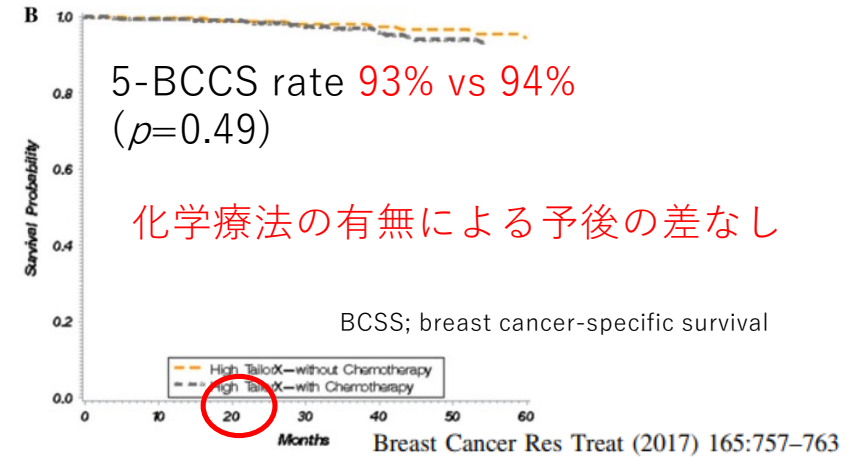 B
1.0
5-BCCS rate 93% vs 94%
0.8
(p=0.49)
Survival Probability
0.6
化学療法の有無による予後の差なし
0.4
0.2
BCSS; breast cancer-specific survival
High TailorX—without Chemotherapy
High TailorX—with Chemotherapy
0.0
0 10 20 30 40 50 60
Months
Breast Cancer Res Treat (2017) 165:757–763